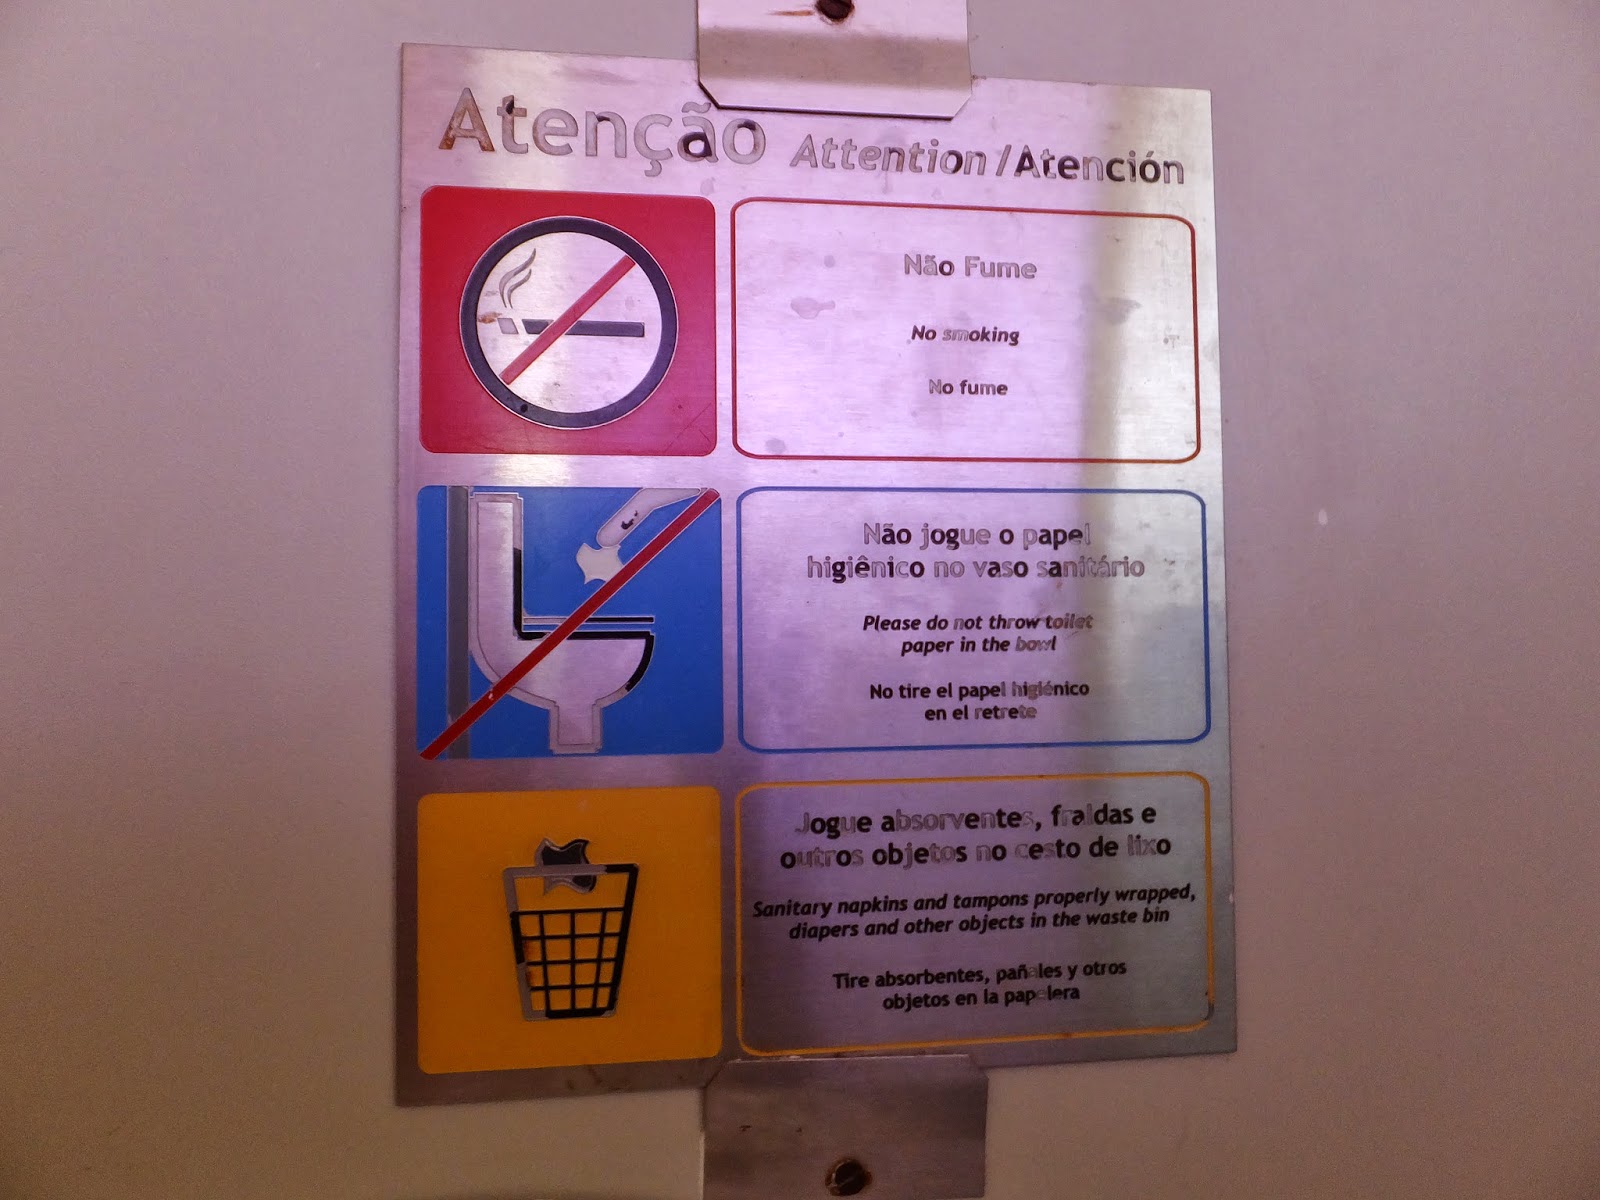 Atenção Attention / Atención
Não Fume
No smoking
No fume
Não jogue o papel
higiênico no vaso sanitário
Please do not throw toilet
paper in the bowl
No tire el papel higiénico
en el retrete
Jogue absorventes, fraldas e
outros objetos no cesto de lixo
Sanitary napkins and tampons properly wrapped,
diapers and other objects in the waste bin
Tire absorbentes, pañales y otros
objetos en la papelera